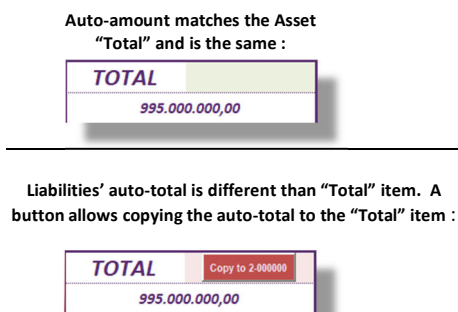 Auto-amount matches the Asset
“Total” and is the same :
TOTAL
995.000.000,00
Liabilities’ auto-total is different than “Total” item. A
button allows copying the auto-total to the “Total” item :
TOTAL
Copy to 2-000000
995.000.000,00